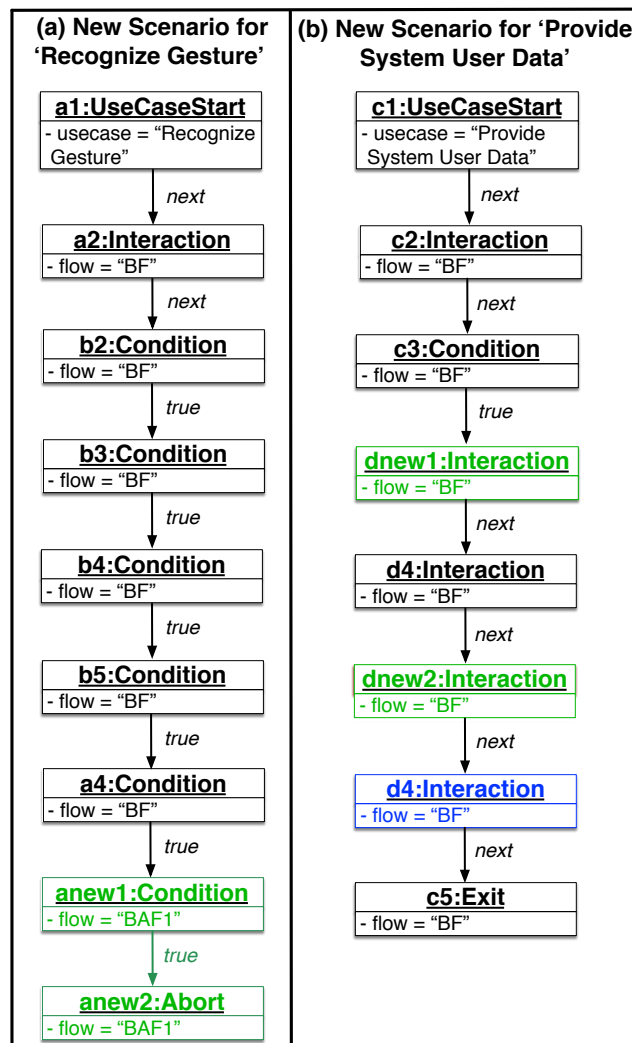 (a) New Scenario for
‘Recognize Gesture’
a1:UseCaseStart
- usecase = “Recognize
Gesture”
next
a2:Interaction
- flow = “BF”
next
b2:Condition
- flow = “BF”
true
b3:Condition
- flow = “BF”
true
b4:Condition
- flow = “BF”
true
b5:Condition
- flow = “BF”
true
a4:Condition
- flow = “BF”
true
anew1:Condition
- flow = “BAF1”
true
anew2:Abort
- flow = “BAF1”
(b) New Scenario for ‘Provide
System User Data’
c1:UseCaseStart
- usecase = “Provide
System User Data”
next
c2:Interaction
- flow = “BF”
next
c3:Condition
- flow = “BF”
true
dnew1:Interaction
- flow = “BF”
next
d4:Interaction
- flow = “BF”
next
dnew2:Interaction
- flow = “BF”
next
d4:Interaction
- flow = “BF”
next
c5:Exit
- flow = “BF”